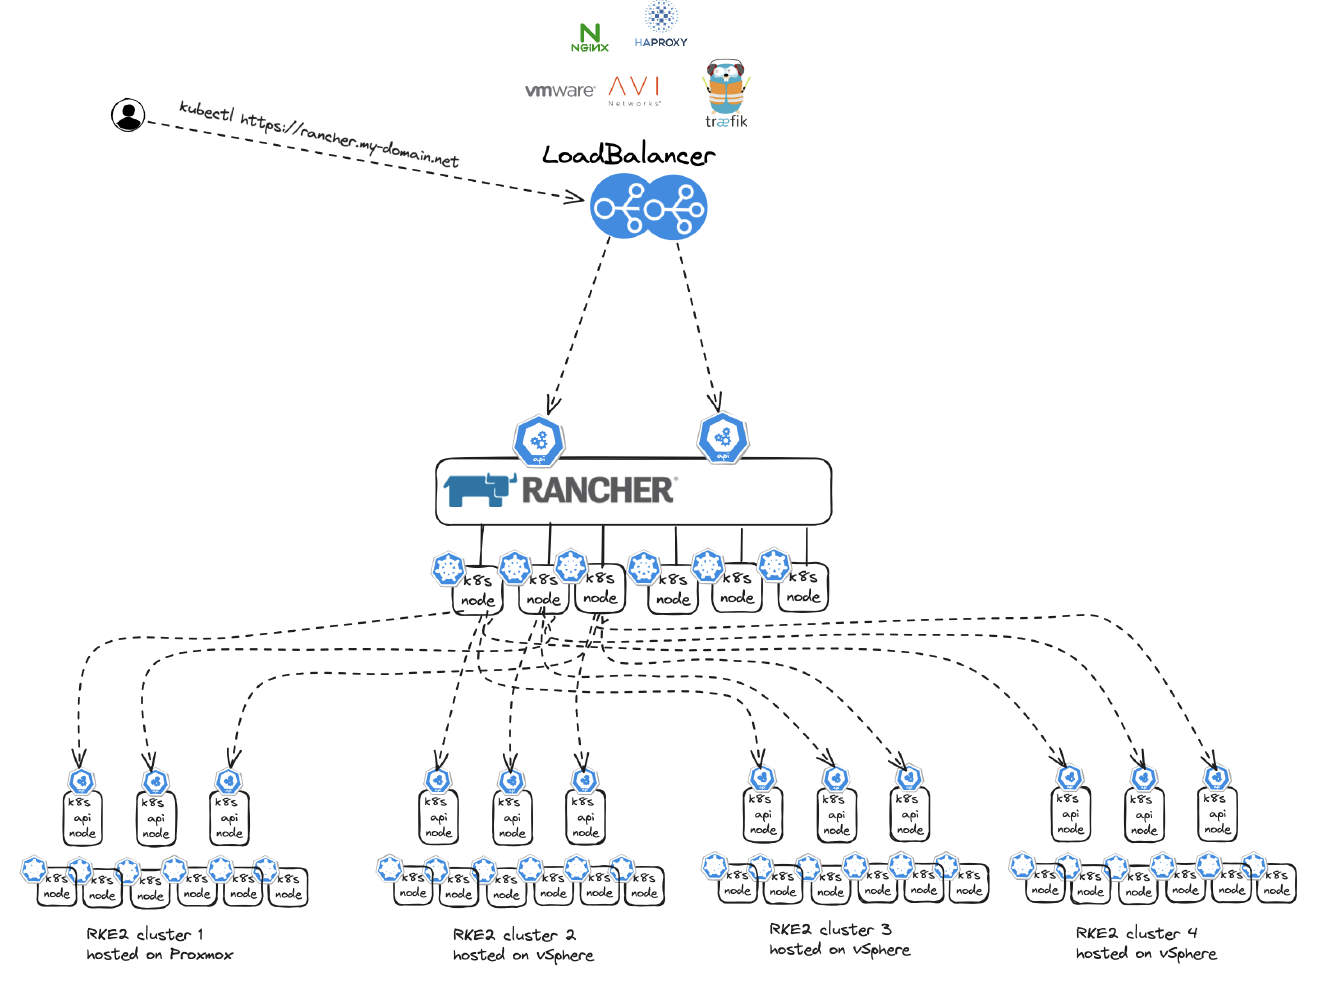 NGINX
HAPROXY
vmware®
AVI
Networks
træfik
kubectl https://rancher.my-domain.net
LoadBalancer
api
api
RANCHER®
k8s
node
k8s
node
k8s
node
k8s
node
k8s
node
k8s
node
k8s
api
node
k8s
api
node
k8s
api
node
k8s
api
node
k8s
api
node
k8s
api
node
k8s
api
node
k8s
api
node
k8s
api
node
k8s
api
node
k8s
api
node
k8s
api
node
k8s
node
k8s
node
k8s
node
k8s
node
k8s
node
k8s
node
k8s
node
k8s
node
k8s
node
k8s
node
k8s
node
k8s
node
k8s
node
k8s
node
k8s
node
k8s
node
k8s
node
k8s
node
k8s
node
k8s
node
k8s
node
k8s
node
k8s
node
k8s
node
RKE2 cluster 1
hosted on Proxmox
RKE2 cluster 2
hosted on vSphere
RKE2 cluster 3
hosted on vSphere
RKE2 cluster 4
hosted on vSphere